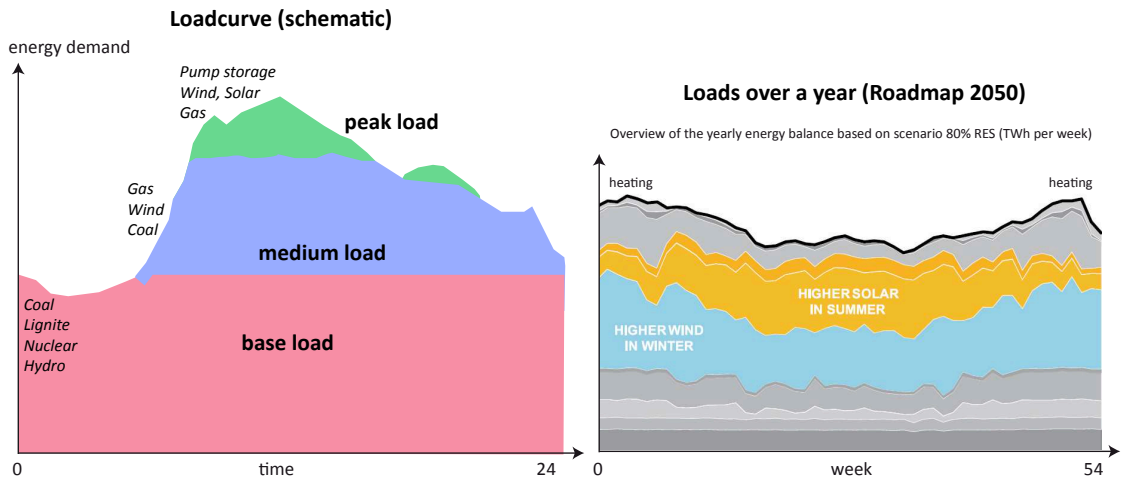 Loadcurve (schematic)
energy demand
Pump storage
Wind, Solar
Gas
peak load
Gas
Wind
Coal
medium load
Coal
Lignite
Nuclear
Hydro
base load
0
time
24
Loads over a year (Roadmap 2050)
Overview of the yearly energy balance based on scenario 80% RES (TWh per week)
heating
heating
HIGHER SOLAR
IN SUMMER
HIGHER WIND
IN WINTER
0
week
54